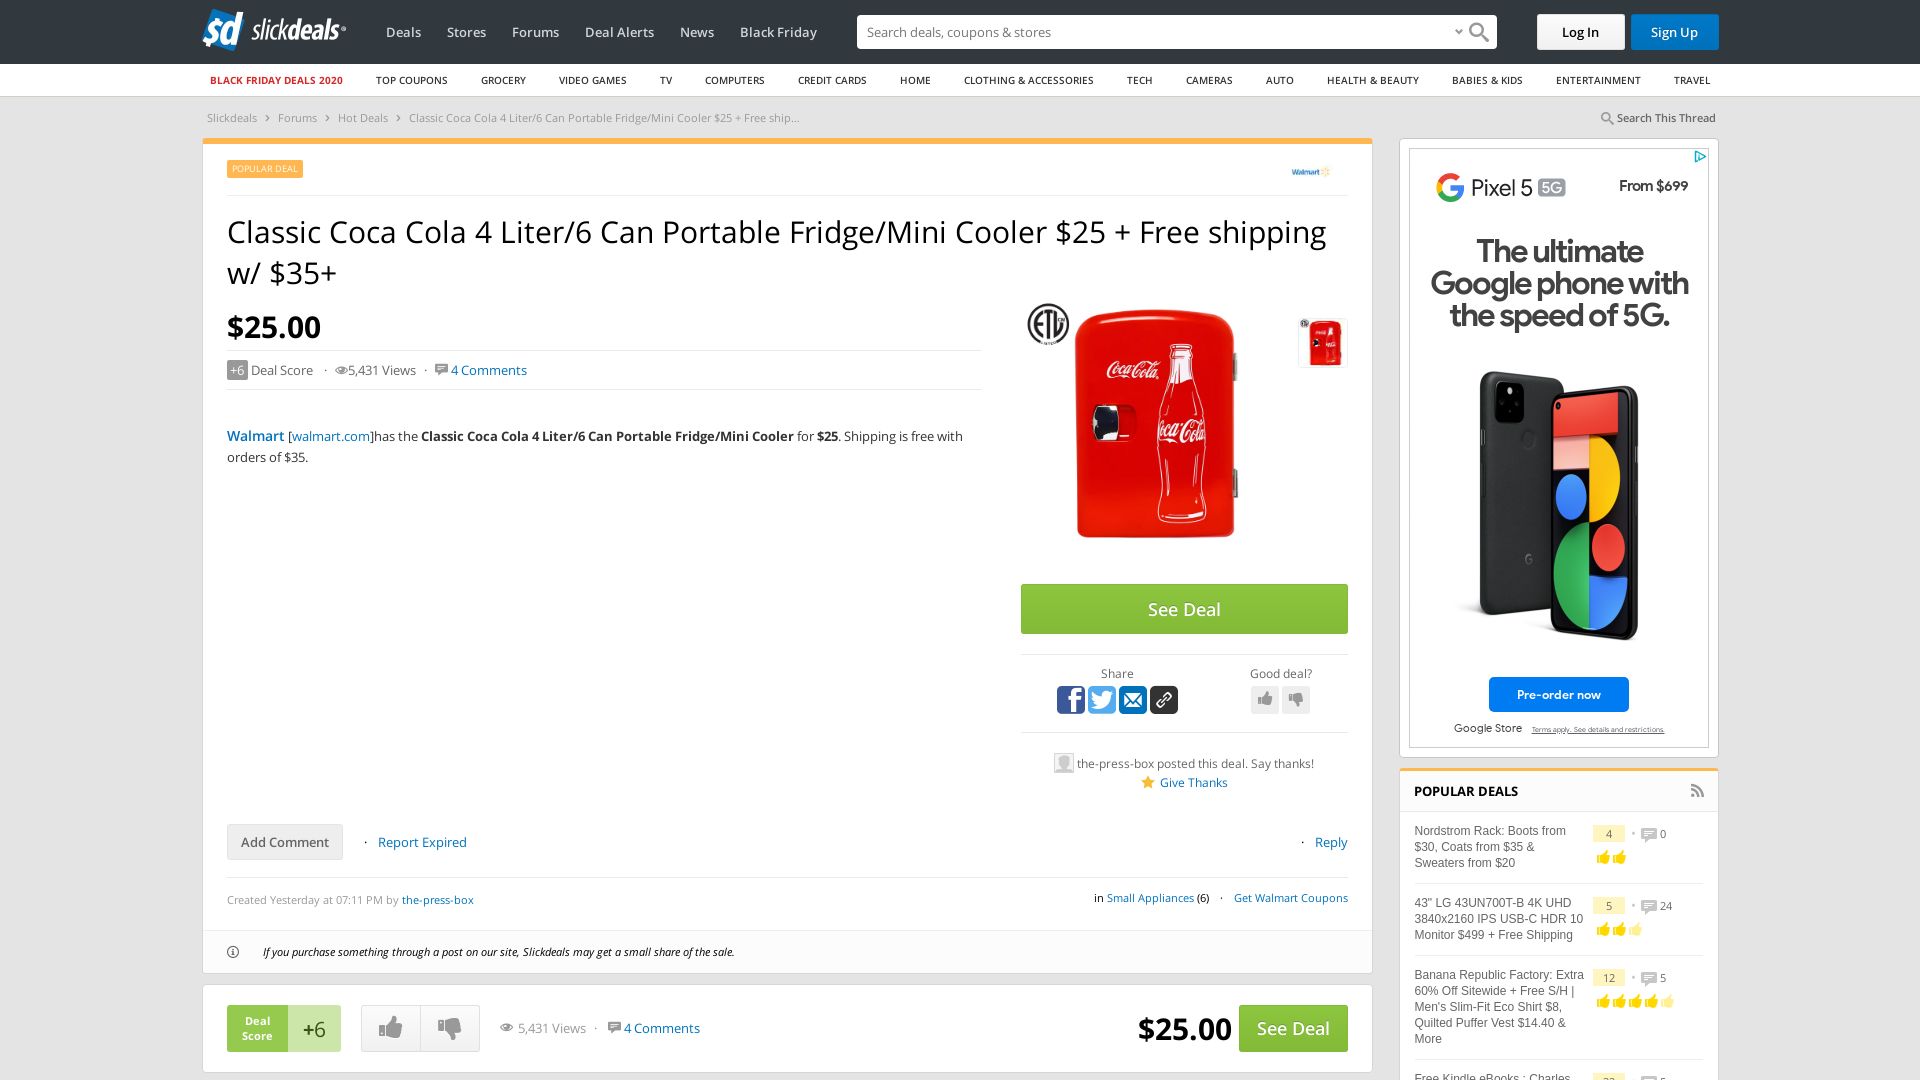 sd slickdeals
Deals
Stores
Forums
Deal Alerts
News
Black Friday
Search deals, coupons & stores
Log In
Sign Up
BLACK FRIDAY DEALS 2020
TOP COUPONS
GROCERY
VIDEO GAMES
TV
COMPUTERS
CREDIT CARDS
HOME
CLOTHING & ACCESSORIES
TECH
CAMERAS
AUTO
HEALTH & BEAUTY
BABIES & KIDS
ENTERTAINMENT
TRAVEL
Slickdeals › Forums › Hot Deals › Classic Coca Cola 4 Liter/6 Can Portable Fridge/Mini Cooler $25 + Free ship...
Search This Thread
POPULAR DEAL
Walmart
Classic Coca Cola 4 Liter/6 Can Portable Fridge/Mini Cooler $25 + Free shipping
w/ $35+
$25.00
+6 Deal Score · 5,431 Views · 4 Comments
Walmart [walmart.com]has the Classic Coca Cola 4 Liter/6 Can Portable Fridge/Mini Cooler for $25. Shipping is free with
orders of $35.
ETL
Coca-Cola
Coca-Cola
See Deal
Share
Good deal?
the-press-box posted this deal. Say thanks!
Give Thanks
Add Comment
· Report Expired
· Reply
Created Yesterday at 07:11 PM by the-press-box
in Small Appliances (6) · Get Walmart Coupons
If you purchase something through a post on our site, Slickdeals may get a small share of the sale.
Deal
Score
+6
5,431 Views · 4 Comments
$25.00
See Deal
G Pixel 5 5G
From $699
The ultimate
Google phone with
the speed of 5G.
G
Pre-order now
Google Store
Terms apply. See details and restrictions.
POPULAR DEALS
Nordstrom Rack: Boots from
$30, Coats from $35 &
Sweaters from $20
4 • 0
43" LG 43UN700T-B 4K UHD
3840x2160 IPS USB-C HDR 10
Monitor $499 + Free Shipping
5 • 24
Banana Republic Factory: Extra
60% Off Sitewide + Free S/H |
Men's Slim-Fit Eco Shirt $8,
Quilted Puffer Vest $14.40 &
More
12 • 5
Free Kindle eBooks : Charles